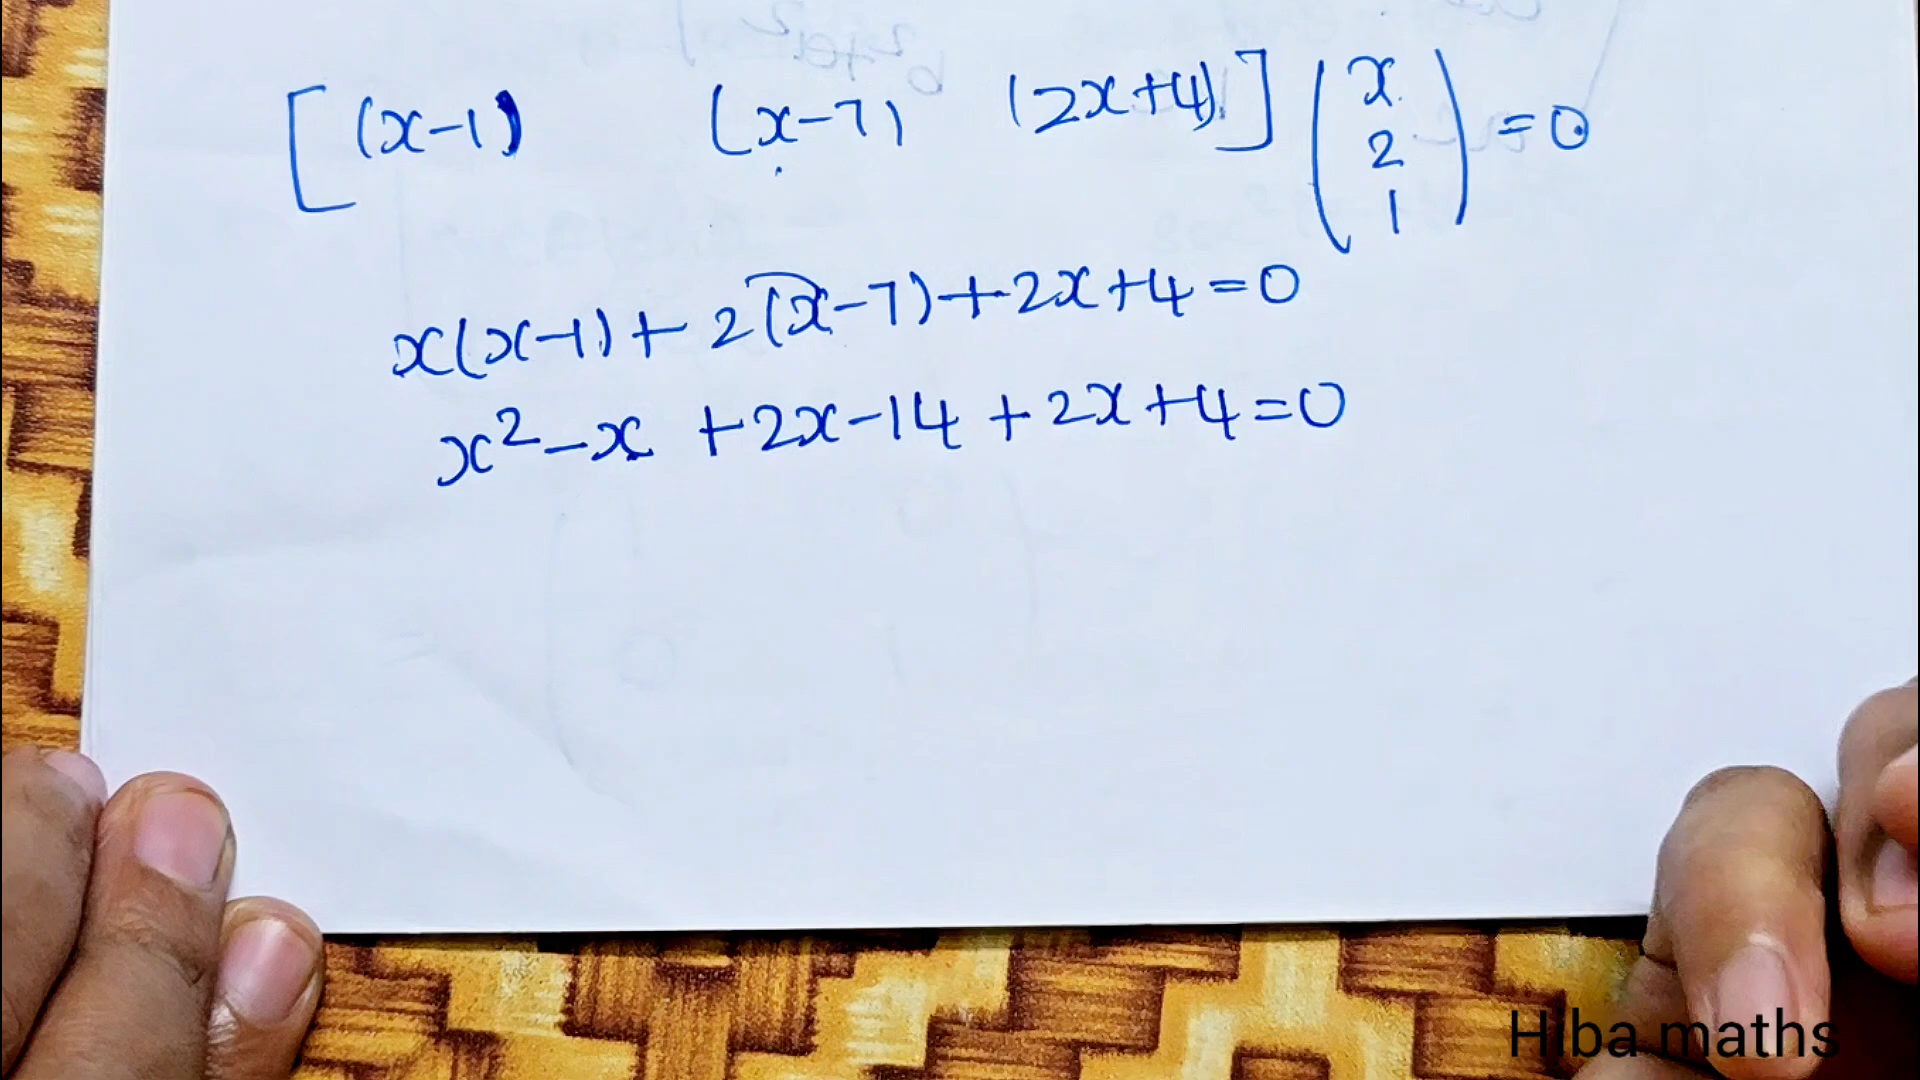 [(x-1) (x-7) (2x+4)] (x 2 1) = 0
x(x-1) + 2(x-7) + 2x+4 = 0
x² - x + 2x - 14 + 2x + 4 = 0
Hiba maths